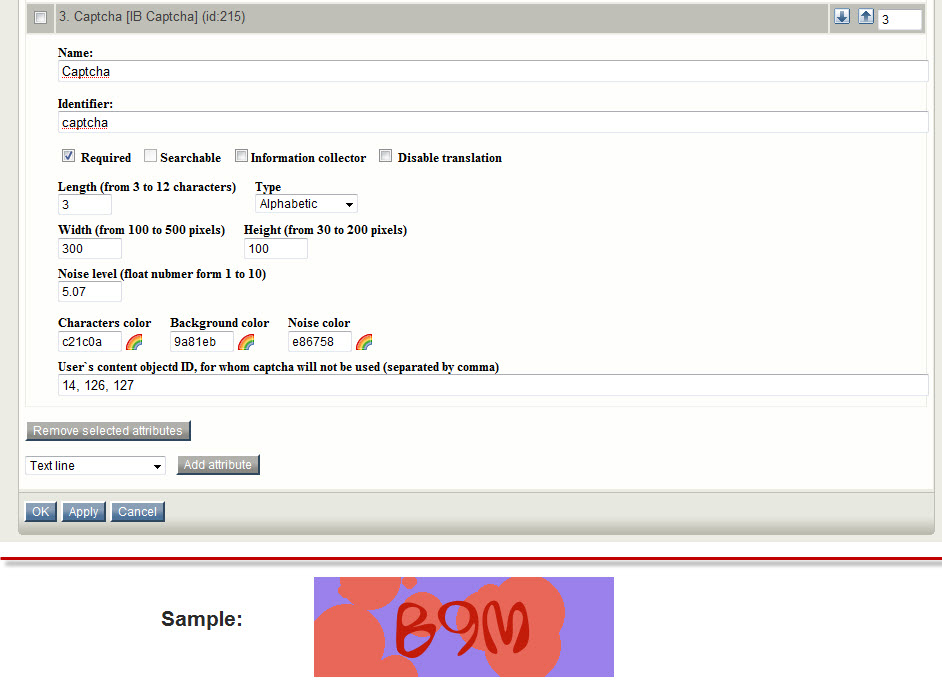 3. Captcha [IB Captcha] (id:215) 3
Name:
Captcha
Identifier:
captcha
Required Searchable Information collector Disable translation
Length (from 3 to 12 characters) Type
3 Alphabetic
Width (from 100 to 500 pixels) Height (from 30 to 200 pixels)
300 100
Noise level (float nubmer form 1 to 10)
5.07
Characters color Background color Noise color
c21c0a 9a81eb e86758
User`s content objectd ID, for whom captcha will not be used (separated by comma)
14, 126, 127
Remove selected attributes
Text line Add attribute
OK Apply Cancel
Sample: B9M